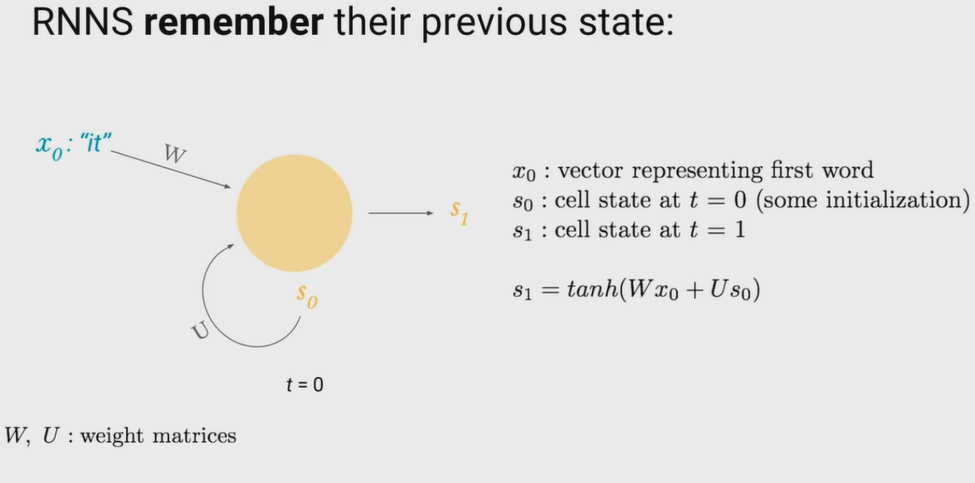 RNNS remember their previous state:
x₀: “it”
W
s₁
s₀
U
t = 0
x₀ : vector representing first word
s₀ : cell state at t = 0 (some initialization)
s₁ : cell state at t = 1
s₁ = tanh(Wx₀ + Us₀)
W, U : weight matrices